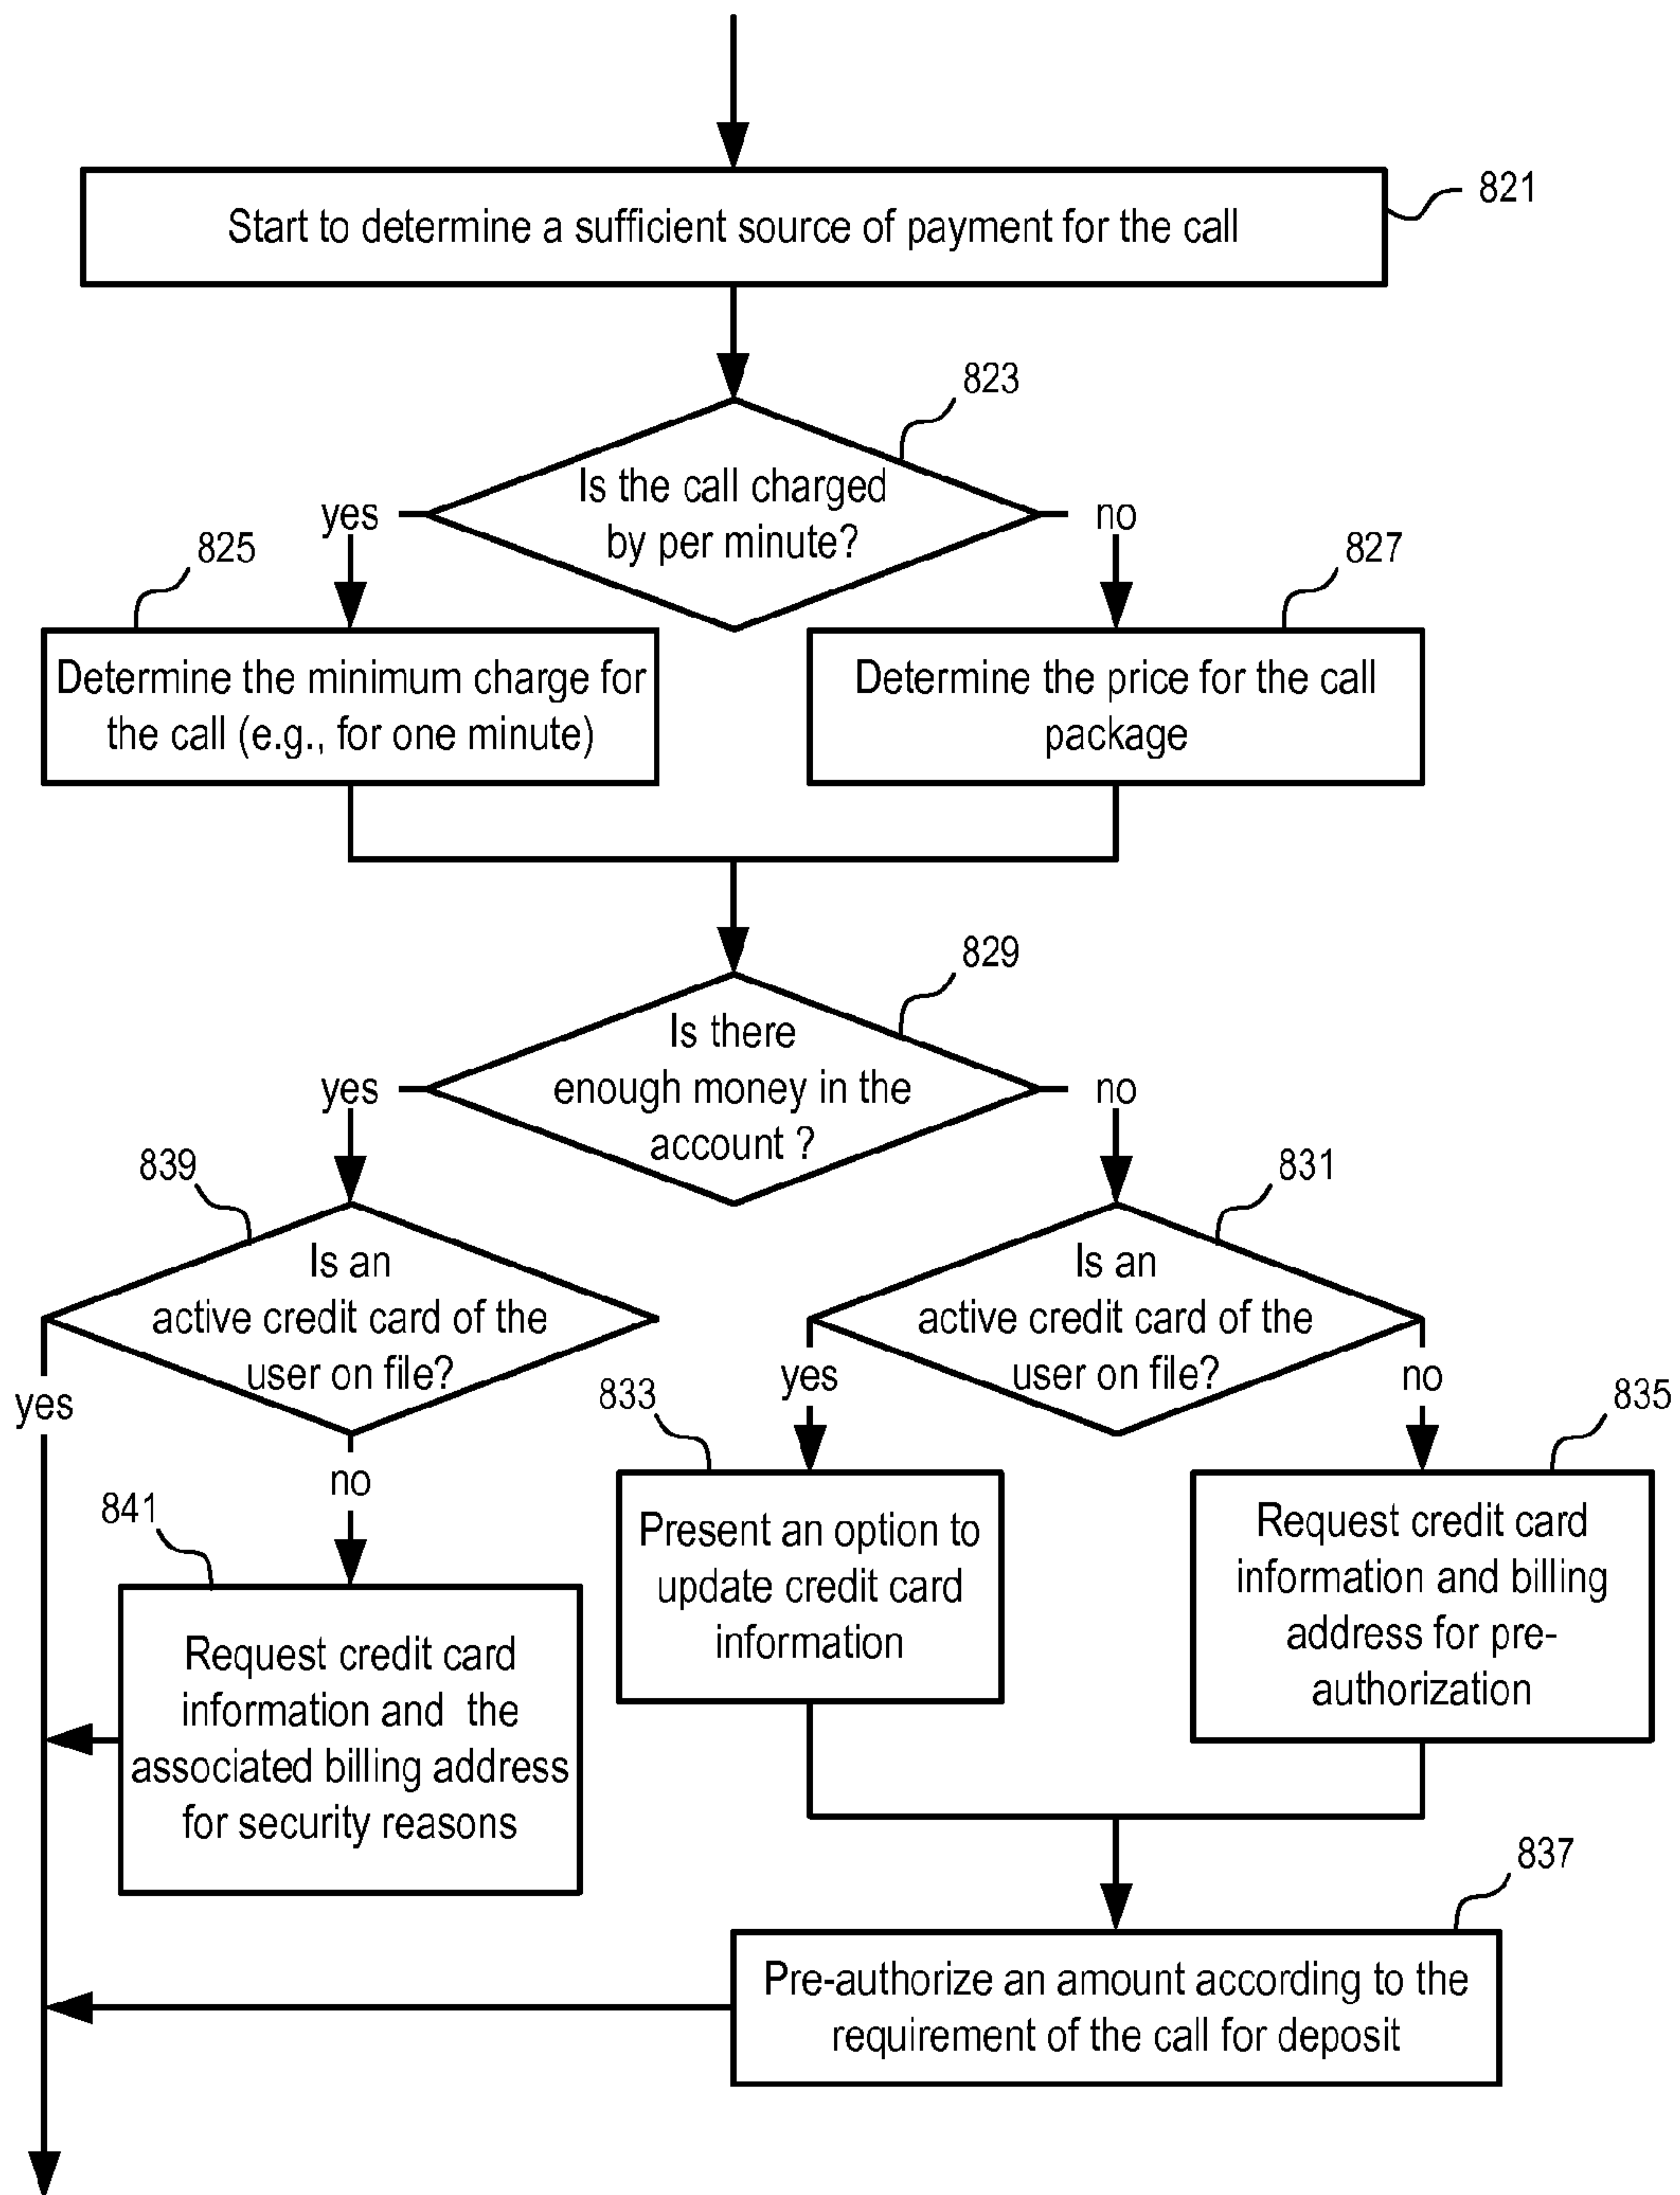 821
Start to determine a sufficient source of payment for the call
823
Is the call charged
by per minute?
yes
no
825
827
Determine the minimum charge for
the call (e.g., for one minute)
Determine the price for the call
package
829
Is there
enough money in the
account ?
yes
no
839
831
Is an
active credit card of the
user on file?
Is an
active credit card of the
user on file?
yes
no
yes
no
833
835
841
Present an option to
update credit card
information
Request credit card
information and billing
address for pre-
authorization
Request credit card
information and  the
associated billing address
for security reasons
837
Pre-authorize an amount according to the
requirement of the call for deposit